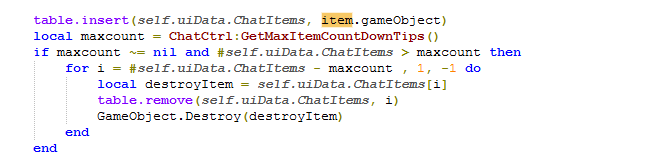 table.insert(self.uiData.ChatItems, item.gameObject)
local maxcount = ChatCtrl:GetMaxItemCountDownTips()
if maxcount ~= nil and #self.uiData.ChatItems > maxcount then
for i = #self.uiData.ChatItems - maxcount , 1, -1 do
local destroyItem = self.uiData.ChatItems[i]
table.remove(self.uiData.ChatItems, i)
GameObject.Destroy(destroyItem)
end
end